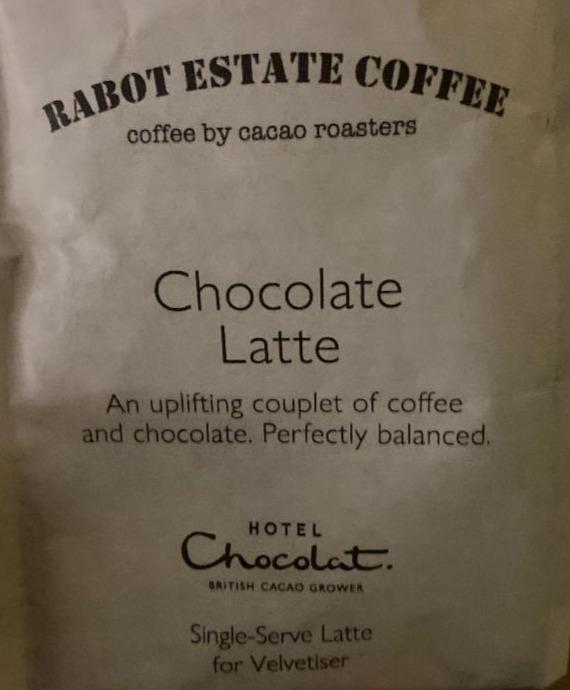 RABOT ESTATE COFFEE
coffee by cacao roasters
Chocolate
Latte
An uplifting couplet of coffee
and chocolate. Perfectly balanced.
HOTEL
Chocolat.
BRITISH CACAO GROWER
Single-Serve Latte
for Velvetiser